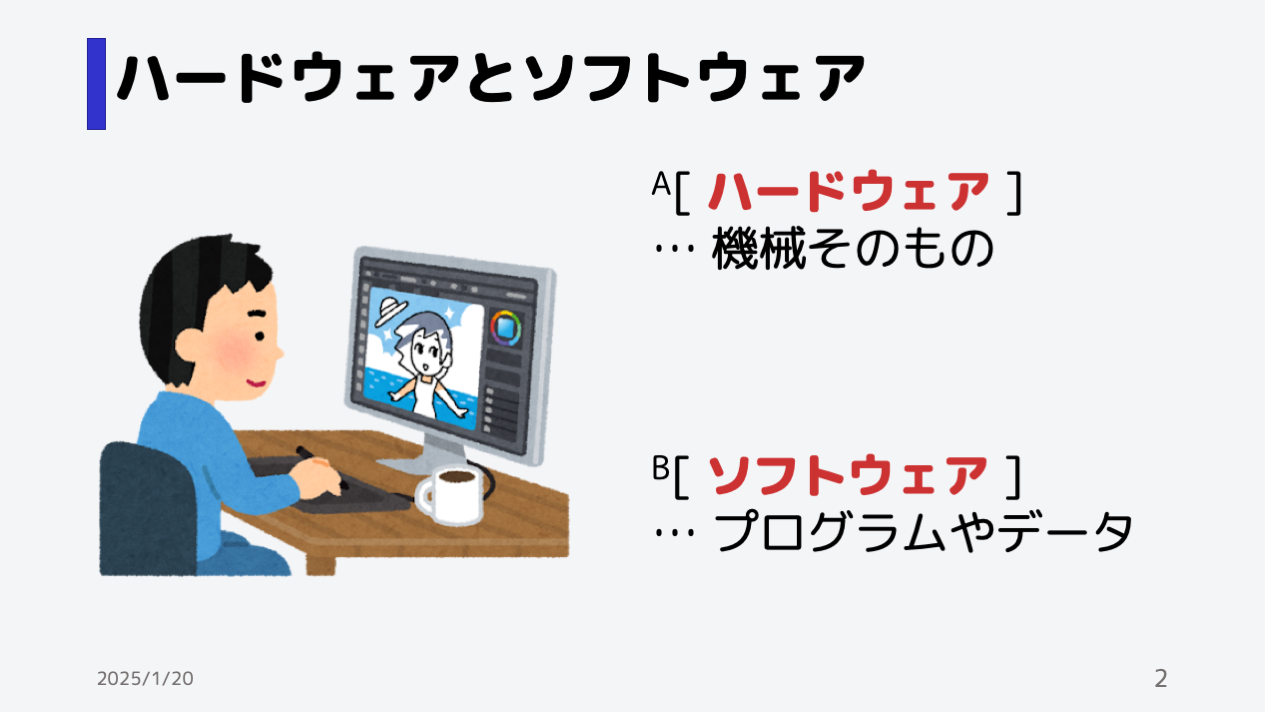 ハードウェアとソフトウェア
A[ ハードウェア ]
… 機械そのもの
B[ ソフトウェア ]
… プログラムやデータ
2025/1/20
2